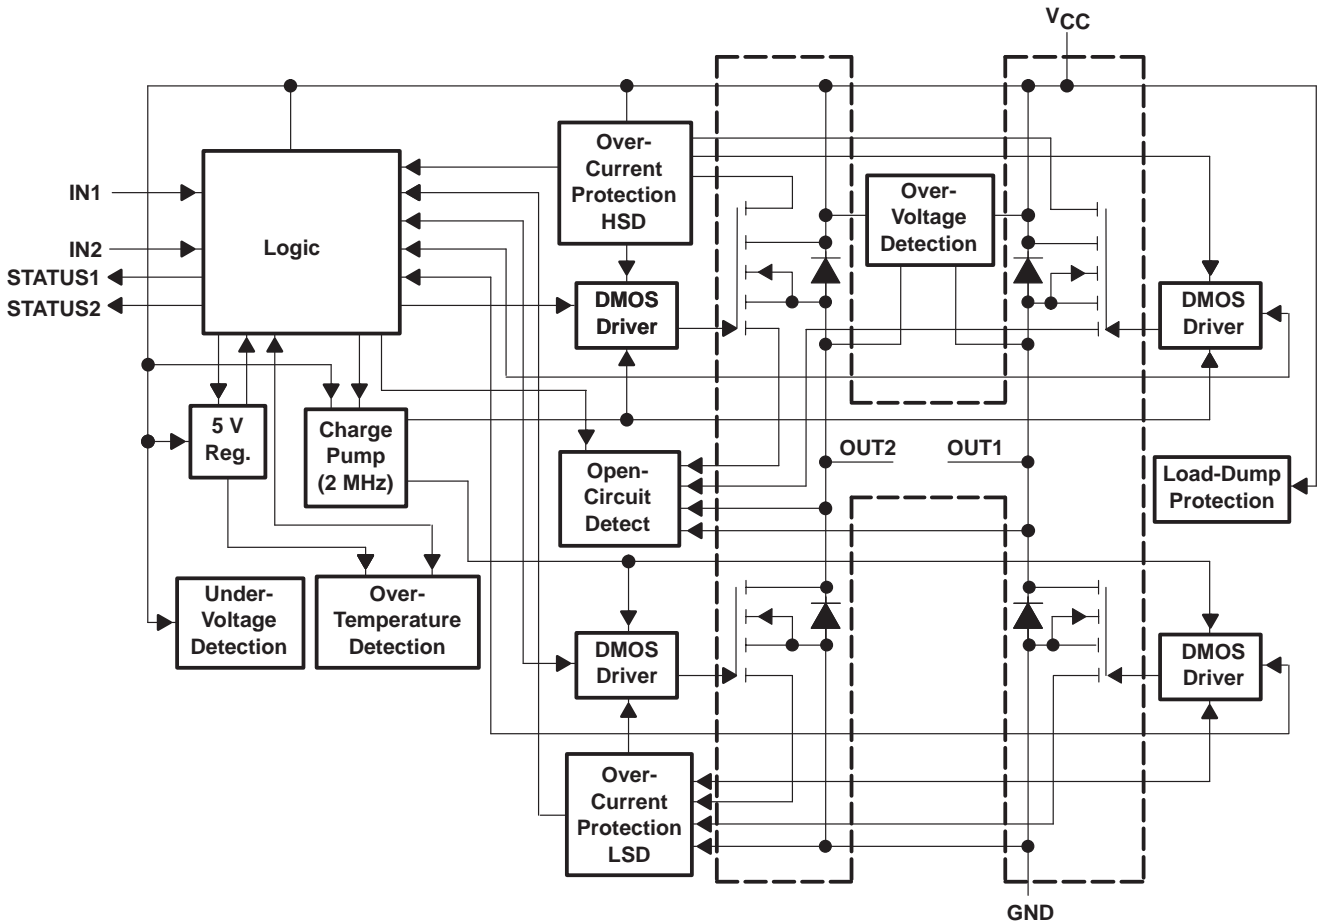 VCC
IN1
IN2
STATUS1
STATUS2
Logic
Over-
Current
Protection
HSD
DMOS
Driver
Over-
Voltage
Detection
DMOS
Driver
5 V
Reg.
Charge
Pump
(2 MHz)
Open-
Circuit
Detect
OUT2
OUT1
Load-Dump
Protection
Under-
Voltage
Detection
Over-
Temperature
Detection
DMOS
Driver
DMOS
Driver
Over-
Current
Protection
LSD
GND